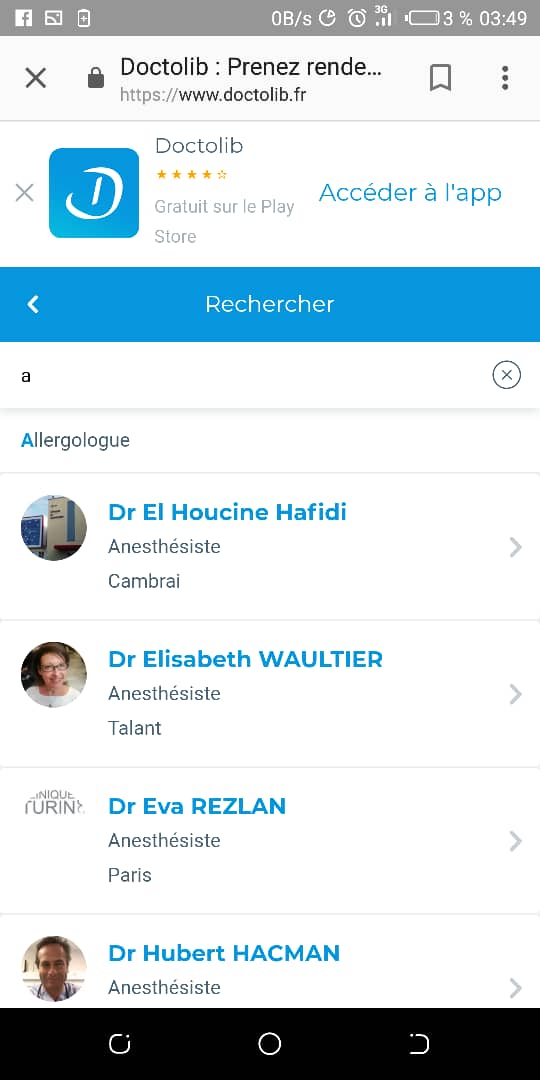 0B/s 3G 3 % 03:49
Doctolib : Prenez rende...
https://www.doctolib.fr
Doctolib
Gratuit sur le Play
Store
Accéder à l'app
Rechercher
a
Allergologue
Dr El Houcine Hafidi
Anesthésiste
Cambrai
Dr Elisabeth WAULTIER
Anesthésiste
Talant
Dr Eva REZLAN
Anesthésiste
Paris
Dr Hubert HACMAN
Anesthésiste